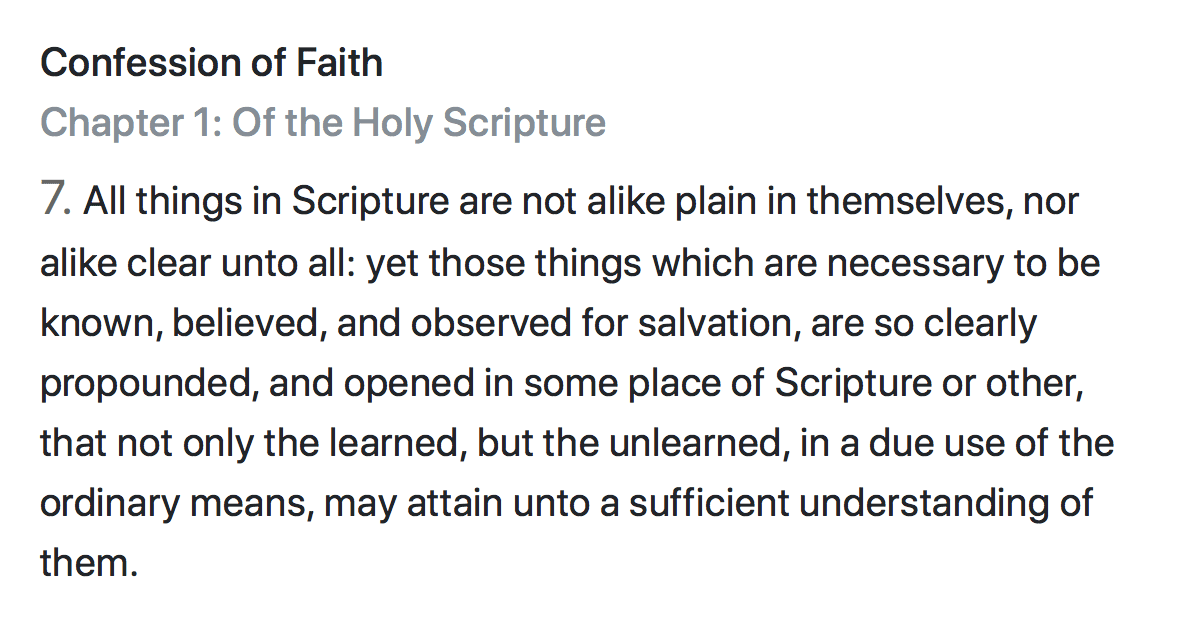 Confession of Faith
Chapter 1: Of the Holy Scripture
7. All things in Scripture are not alike plain in themselves, nor
alike clear unto all: yet those things which are necessary to be
known, believed, and observed for salvation, are so clearly
propounded, and opened in some place of Scripture or other,
that not only the learned, but the unlearned, in a due use of the
ordinary means, may attain unto a sufficient understanding of
them.